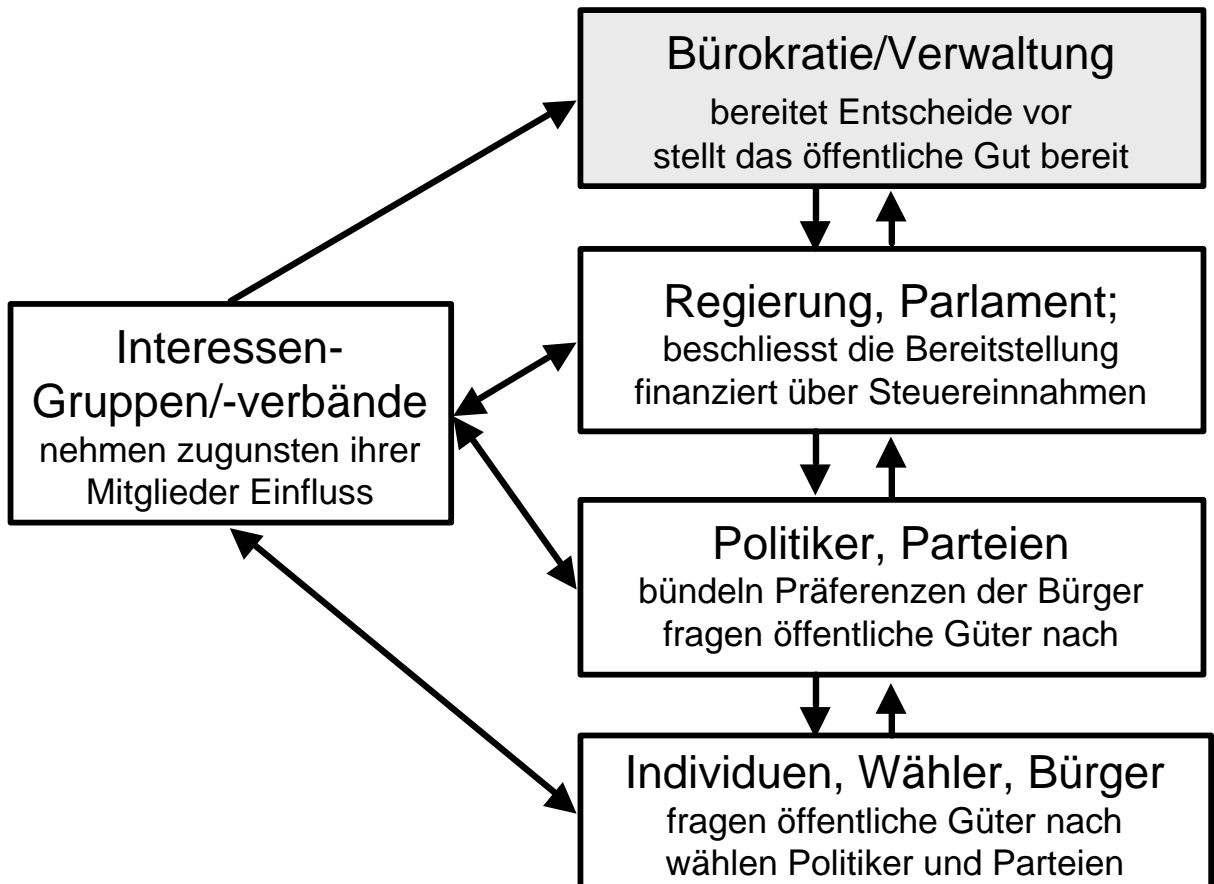 Bürokratie/Verwaltung
bereitet Entscheide vor
stellt das öffentliche Gut bereit
Regierung, Parlament;
beschliesst die Bereitstellung
finanziert über Steuereinnahmen
Interessen-
Gruppen/-verbände
nehmen zugunsten ihrer
Mitglieder Einfluss
Politiker, Parteien
bündeln Präferenzen der Bürger
fragen öffentliche Güter nach
Individuen, Wähler, Bürger
fragen öffentliche Güter nach
wählen Politiker und Parteien